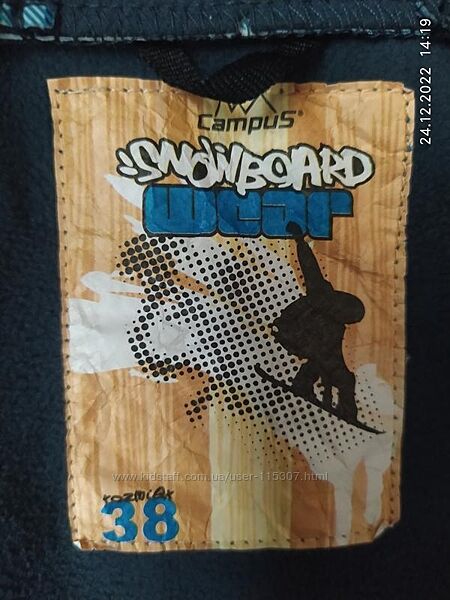 24.12.2022 14:19
CAMPUS®
SNOWBOARD
wear
www.kidstaff.com.ua/user-115307.html
rozmiar
38